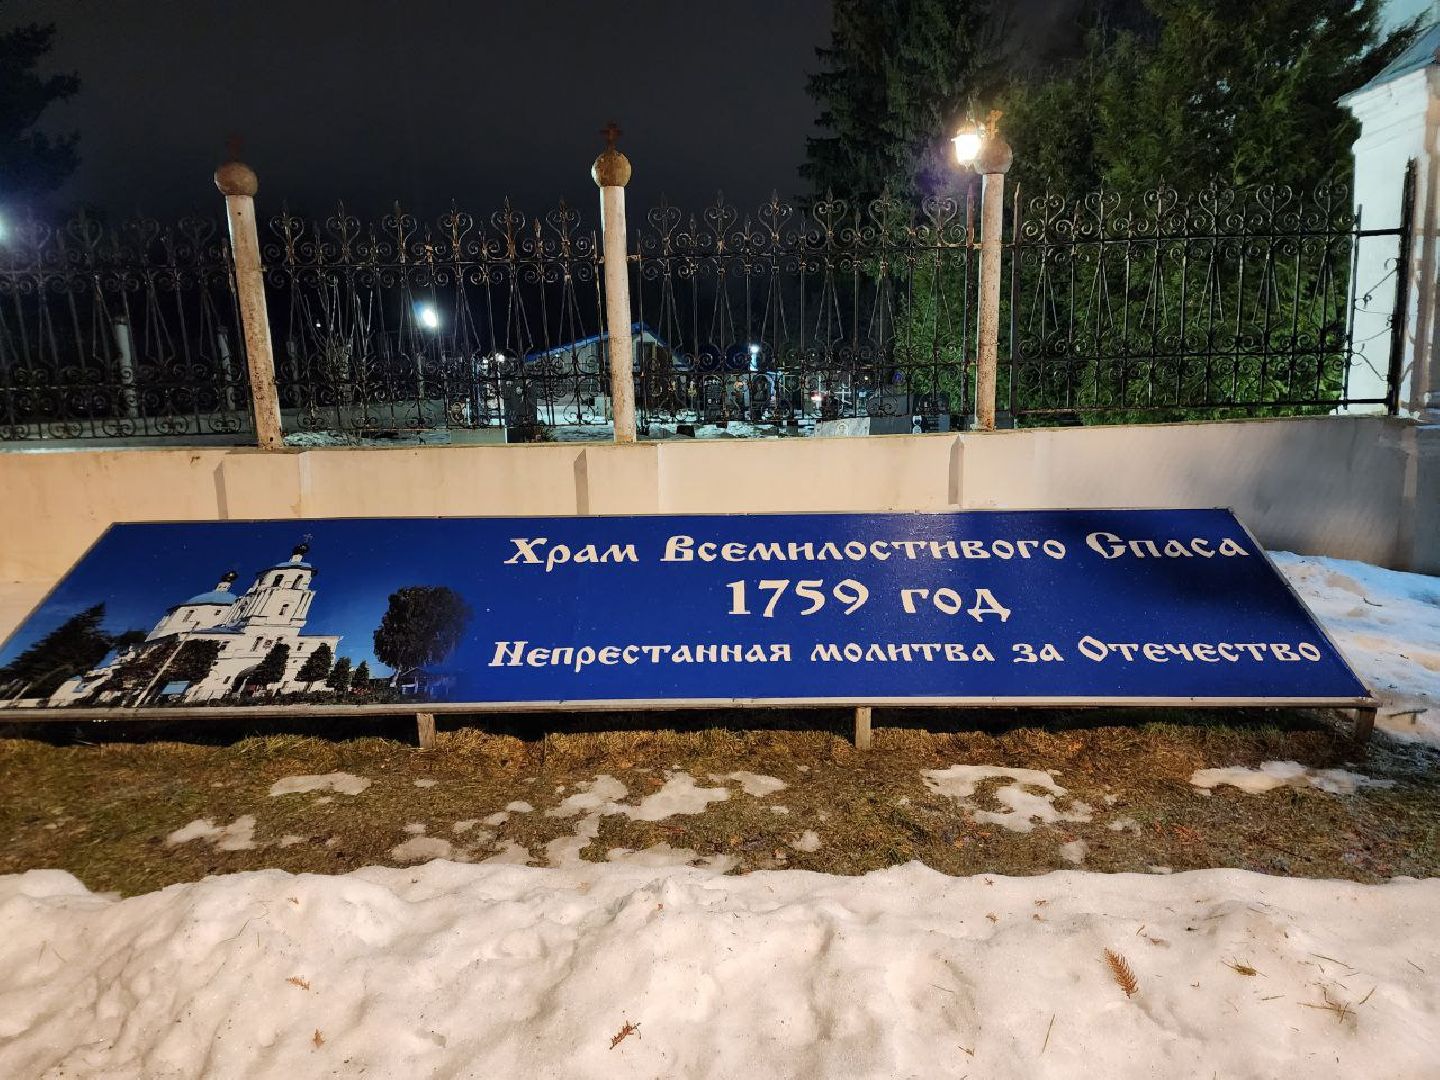 Храм Всемилостивого Спаса
1759 год
Непрестанная молитва за Отечество